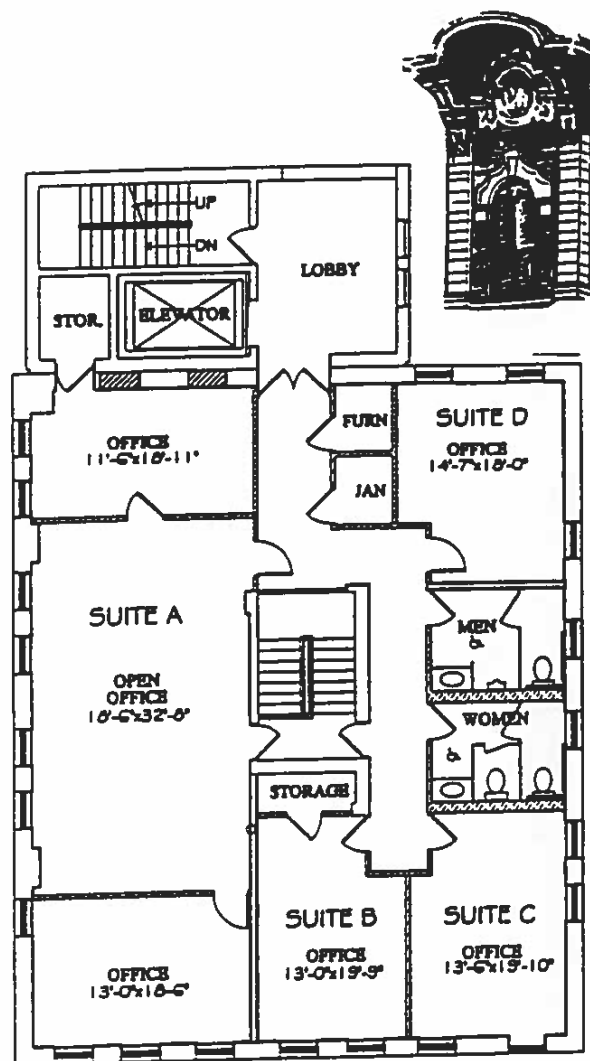 UP
DN
LOBBY
STOR.
ELEVATOR
FURN
SUITE D
OFFICE
14'-7"x18'-0"
OFFICE
11'-6"x18'-11"
JAN
SUITE A
MEN
OPEN
OFFICE
18'-6"x32'-8"
WOMEN
STORAGE
SUITE B
OFFICE
13'-0"x19'-9"
SUITE C
OFFICE
13'-6"x19'-10"
OFFICE
13'-0"x18'-6"